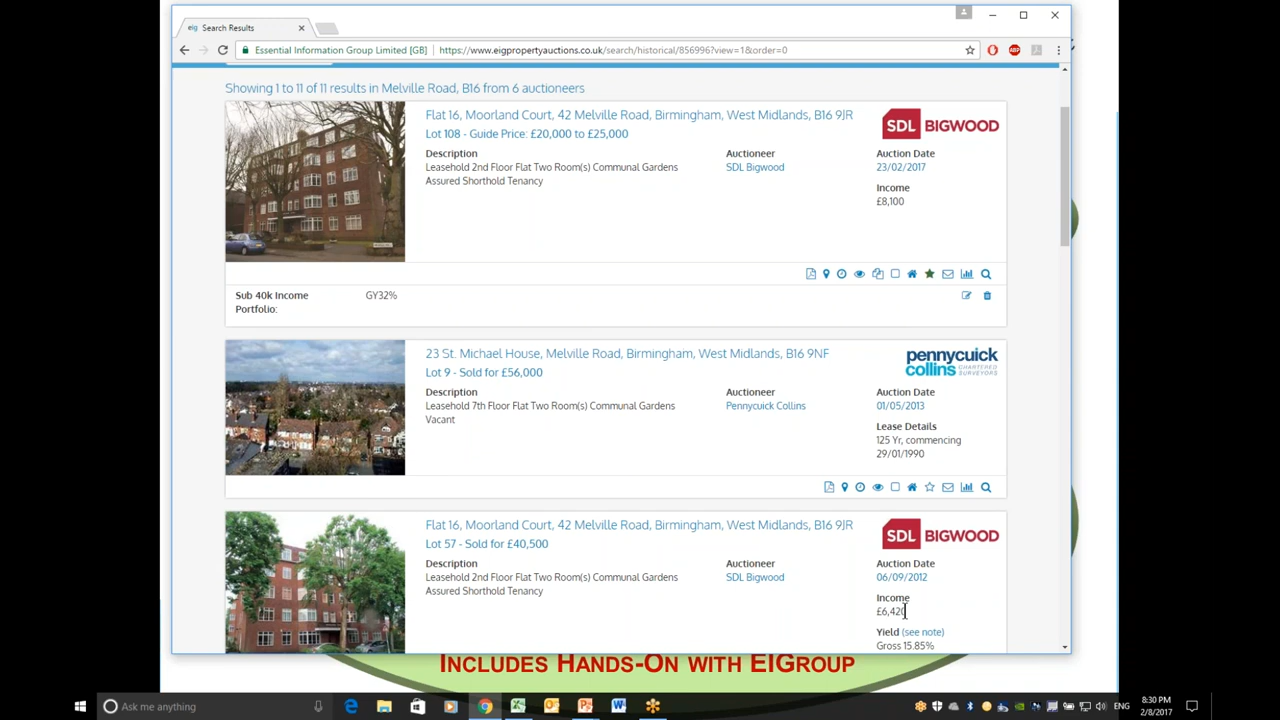 eig Search Results
Essential Information Group Limited [GB] https://www.eigpropertyauctions.co.uk/search/historical/856996?view=1&order=0
ABP
Showing 1 to 11 of 11 results in Melville Road, B16 from 6 auctioneers
Flat 16, Moorland Court, 42 Melville Road, Birmingham, West Midlands, B16 9JR
SDL BIGWOOD
Lot 108 - Guide Price: £20,000 to £25,000
Description
Auctioneer
Auction Date
Leasehold 2nd Floor Flat Two Room(s) Communal Gardens
SDL Bigwood
23/02/2017
Assured Shorthold Tenancy
Income
£8,100
Sub 40k Income
GY32%
Portfolio:
23 St. Michael House, Melville Road, Birmingham, West Midlands, B16 9NF
pennycuick
collins CHARTERED
SURVEYORS
Lot 9 - Sold for £56,000
Description
Auctioneer
Auction Date
Leasehold 7th Floor Flat Two Room(s) Communal Gardens
Pennycuick Collins
01/05/2013
Vacant
Lease Details
125 Yr, commencing
29/01/1990
Flat 16, Moorland Court, 42 Melville Road, Birmingham, West Midlands, B16 9JR
SDL BIGWOOD
Lot 57 - Sold for £40,500
Description
Auctioneer
Auction Date
Leasehold 2nd Floor Flat Two Room(s) Communal Gardens
SDL Bigwood
06/09/2012
Assured Shorthold Tenancy
Income
£6,420
Yield (see note)
Gross 15.85%
INCLUDES HANDS-ON WITH EIGROUP
Ask me anything
ENG
8:30 PM
2/8/2017